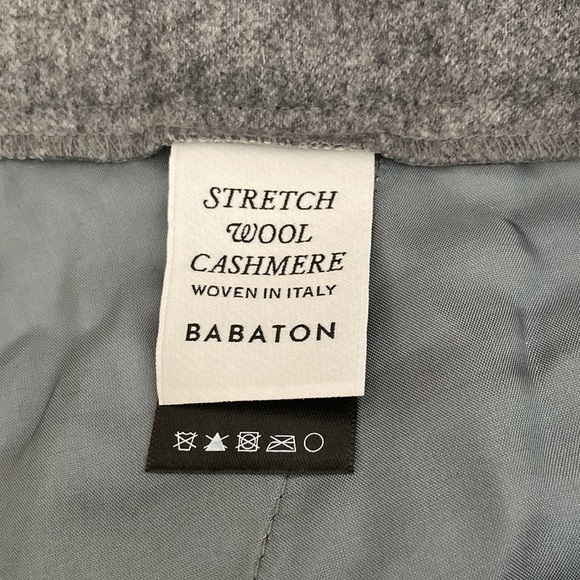 STRETCH
WOOL
CASHMERE
WOVEN IN ITALY
BABATON